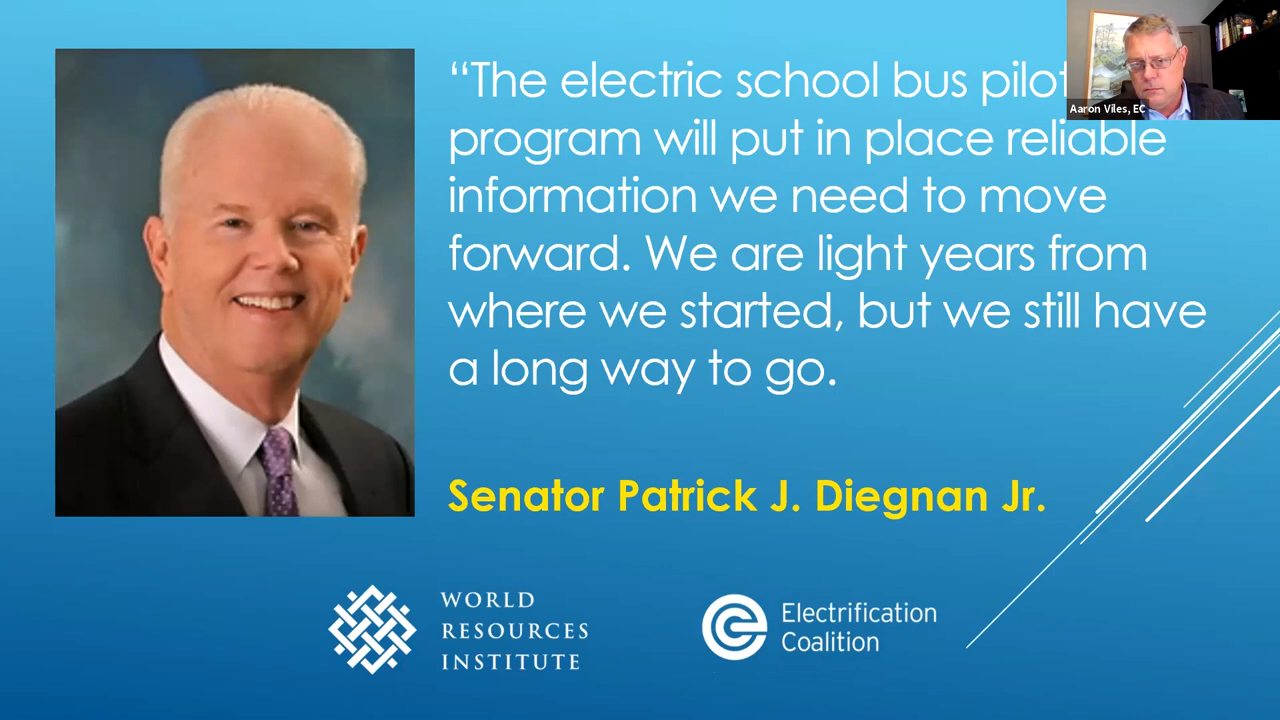 “The electric school bus pilot
program will put in place reliable
information we need to move
forward. We are light years from
where we started, but we still have
a long way to go.
Senator Patrick J. Diegnan Jr.
Aaron Viles, EC
WORLD
RESOURCES
INSTITUTE
Electrification
Coalition